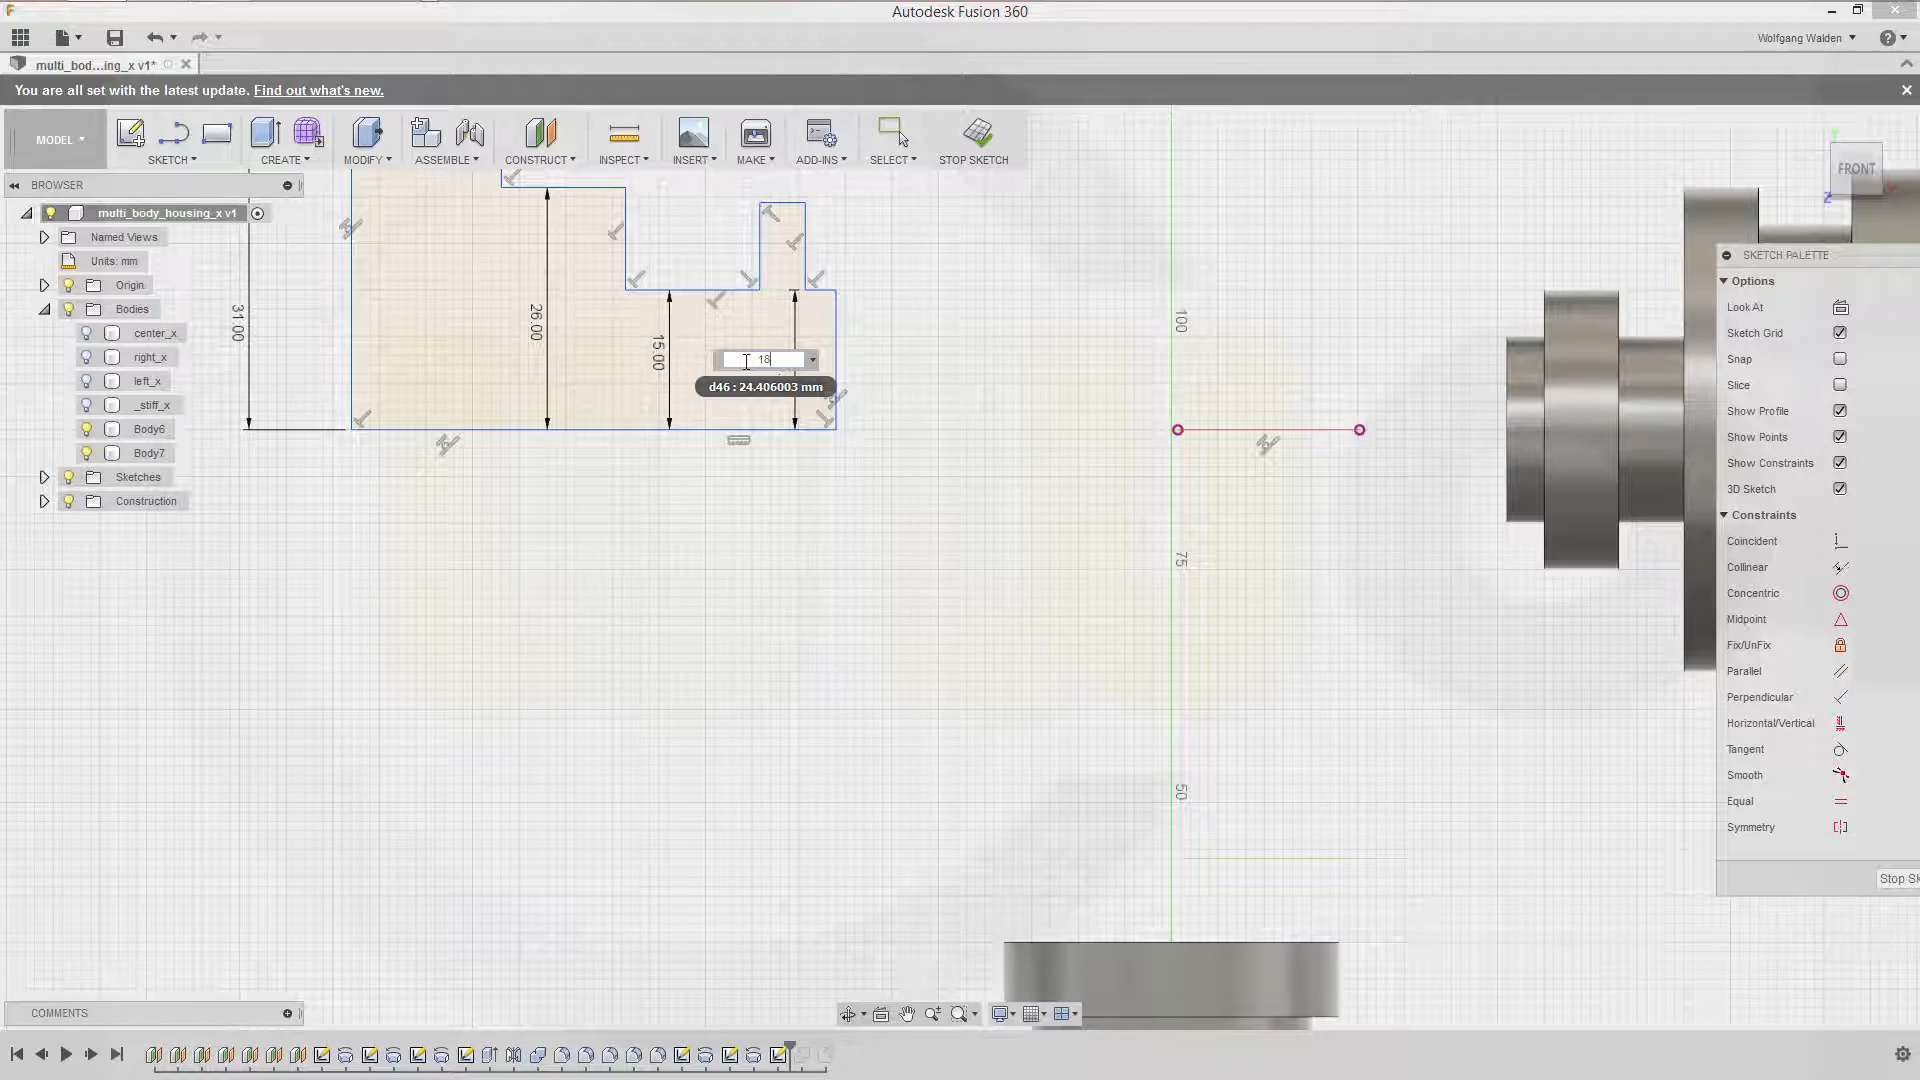 Autodesk Fusion 360
Wolfgang Walden
multi_bod...ing_x v1*
You are all set with the latest update. Find out what's new.
MODEL
SKETCH
CREATE
MODIFY
ASSEMBLE
CONSTRUCT
INSPECT
INSERT
MAKE
ADD-INS
SELECT
STOP SKETCH
BROWSER
multi_body_housing_x v1
Named Views
Units: mm
Origin
Bodies
center_x
right_x
left_x
_stiff_x
Body6
Body7
Sketches
Construction
31.00
26.00
15.00
18
d46 : 24.406003 mm
100
75
50
FRONT
Z
SKETCH PALETTE
Options
Look At
Sketch Grid
Snap
Slice
Show Profile
Show Points
Show Constraints
3D Sketch
Constraints
Coincident
Collinear
Concentric
Midpoint
Fix/UnFix
Parallel
Perpendicular
Horizontal/Vertical
Tangent
Smooth
Equal
Symmetry
Stop Sk
COMMENTS